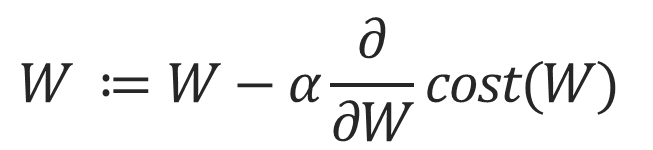 W := W − α ∂/∂W cost(W)